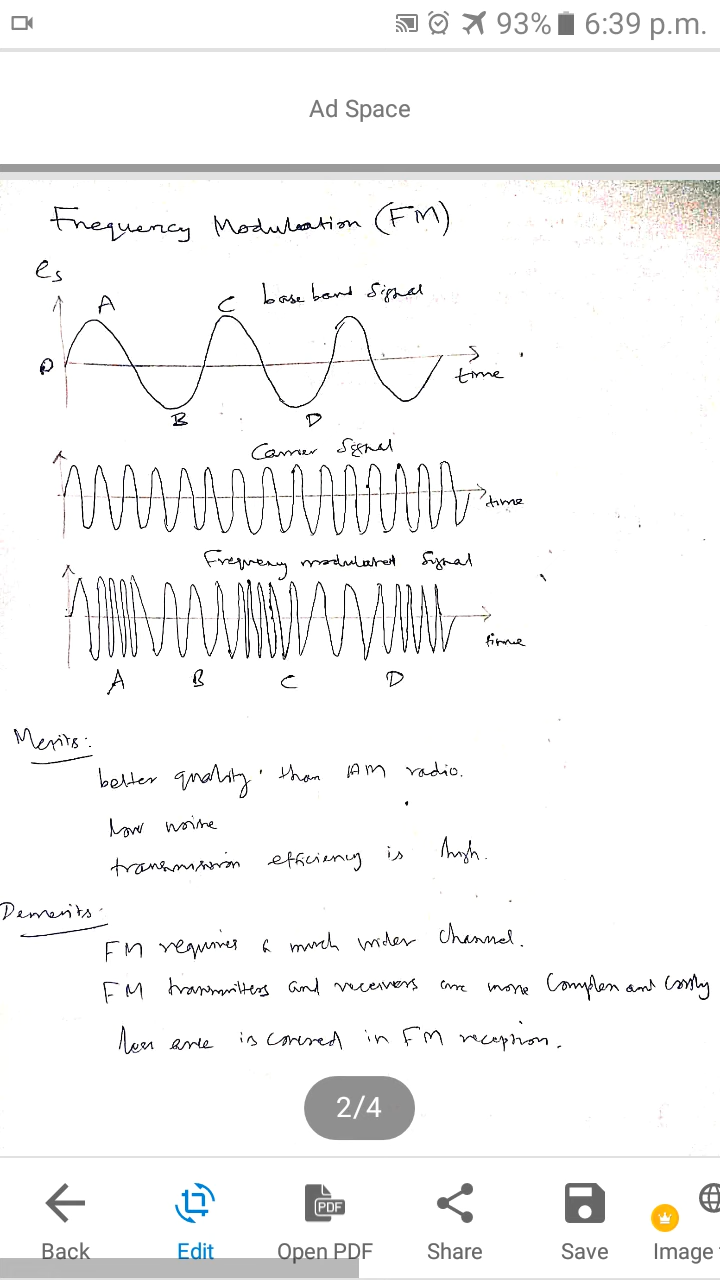 93% 6:39 p.m.
Ad Space
Frequency Modulation (FM)
es
A C base band Signal
O
time
B D
Carrier Signal
time
Frequency modulated Signal
time
A B C D
Merits:
better quality than AM radio.
low noise
transmission efficiency is high.
Demerits:
FM requires a much wider channel.
FM transmitters and receivers are more Complex and costly
less area is covered in FM reception.
2/4
PDF
Back Edit Open PDF Share Save Image